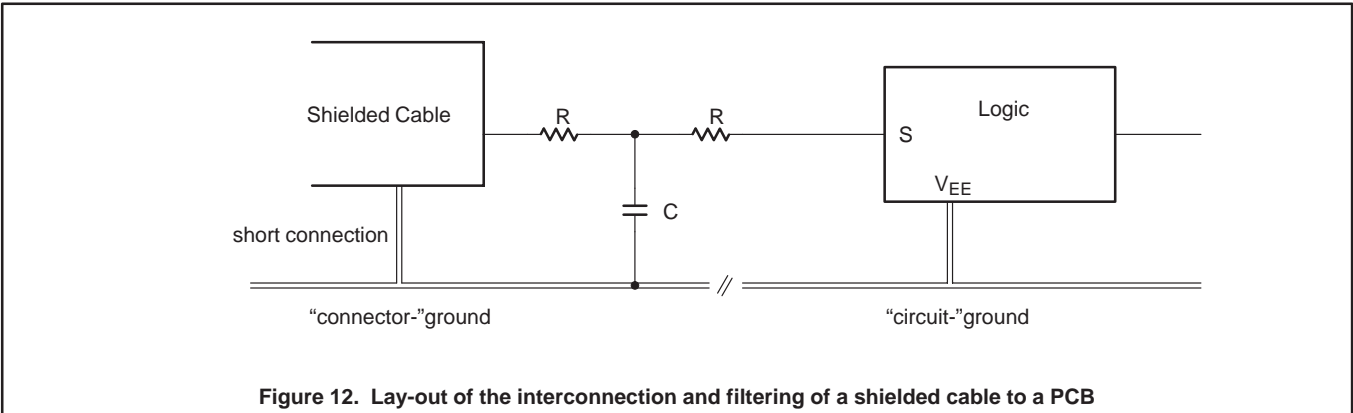 Shielded Cable
R
R
Logic
S
VEE
C
short connection
“connector-”ground
“circuit-”ground
Figure 12. Lay-out of the interconnection and filtering of a shielded cable to a PCB